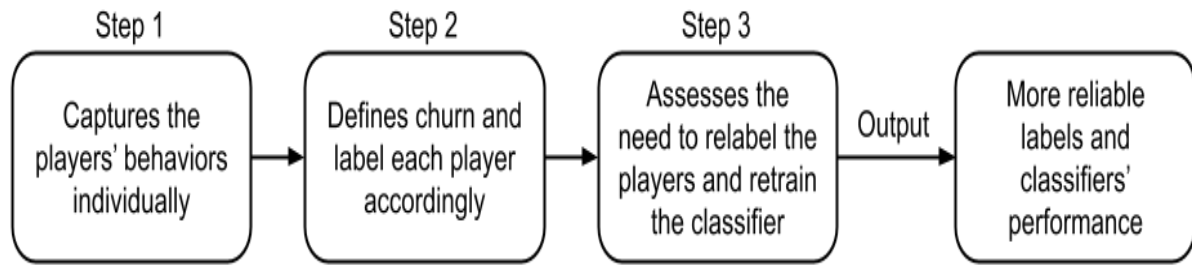 Step 1
Captures the
players' behaviors
individually
Step 2
Defines churn and
label each player
accordingly
Step 3
Assesses the
need to relabel the
players and retrain
the classifier
Output
More reliable
labels and
classifiers'
performance